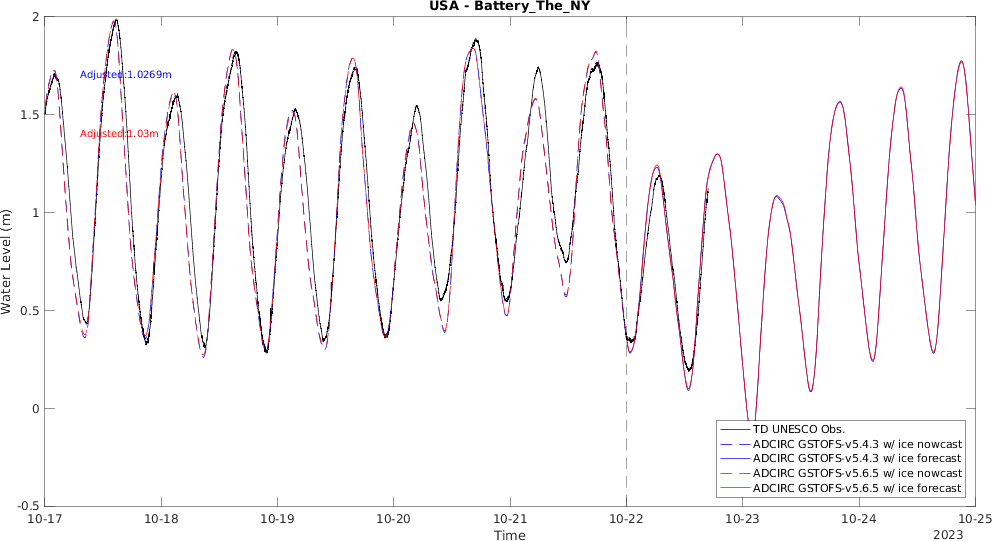 USA - Battery_The_NY
2
1.5
1
0.5
0
-0.5
Water Level (m)
Adjusted:1.0269m
Adjusted:1.03m
TD UNESCO Obs.
ADCIRC GSTOFS-v5.4.3 w/ ice nowcast
ADCIRC GSTOFS-v5.4.3 w/ ice forecast
ADCIRC GSTOFS-v5.6.5 w/ ice nowcast
ADCIRC GSTOFS-v5.6.5 w/ ice forecast
10-17 10-18 10-19 10-20 10-21 10-22 10-23 10-24 10-25
Time
2023